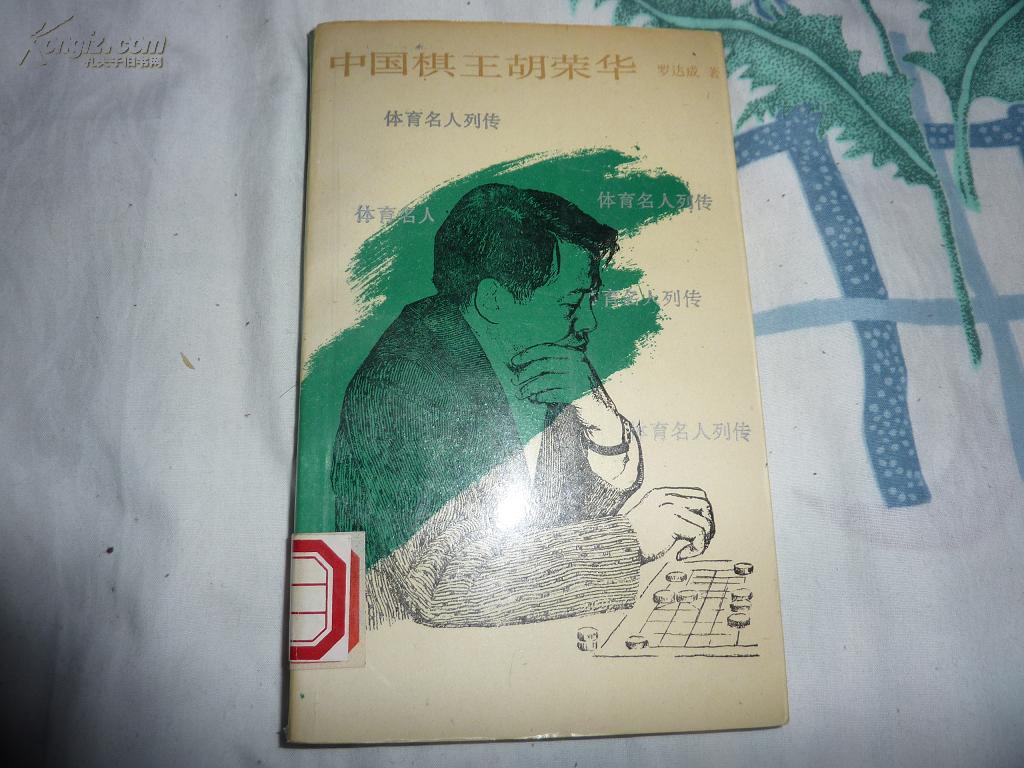 Kongfz.com
孔夫子旧书网
中国棋王胡荣华
罗达成 著
体育名人列传
体育名人列传
体育名人
育名人列传
体育名人列传